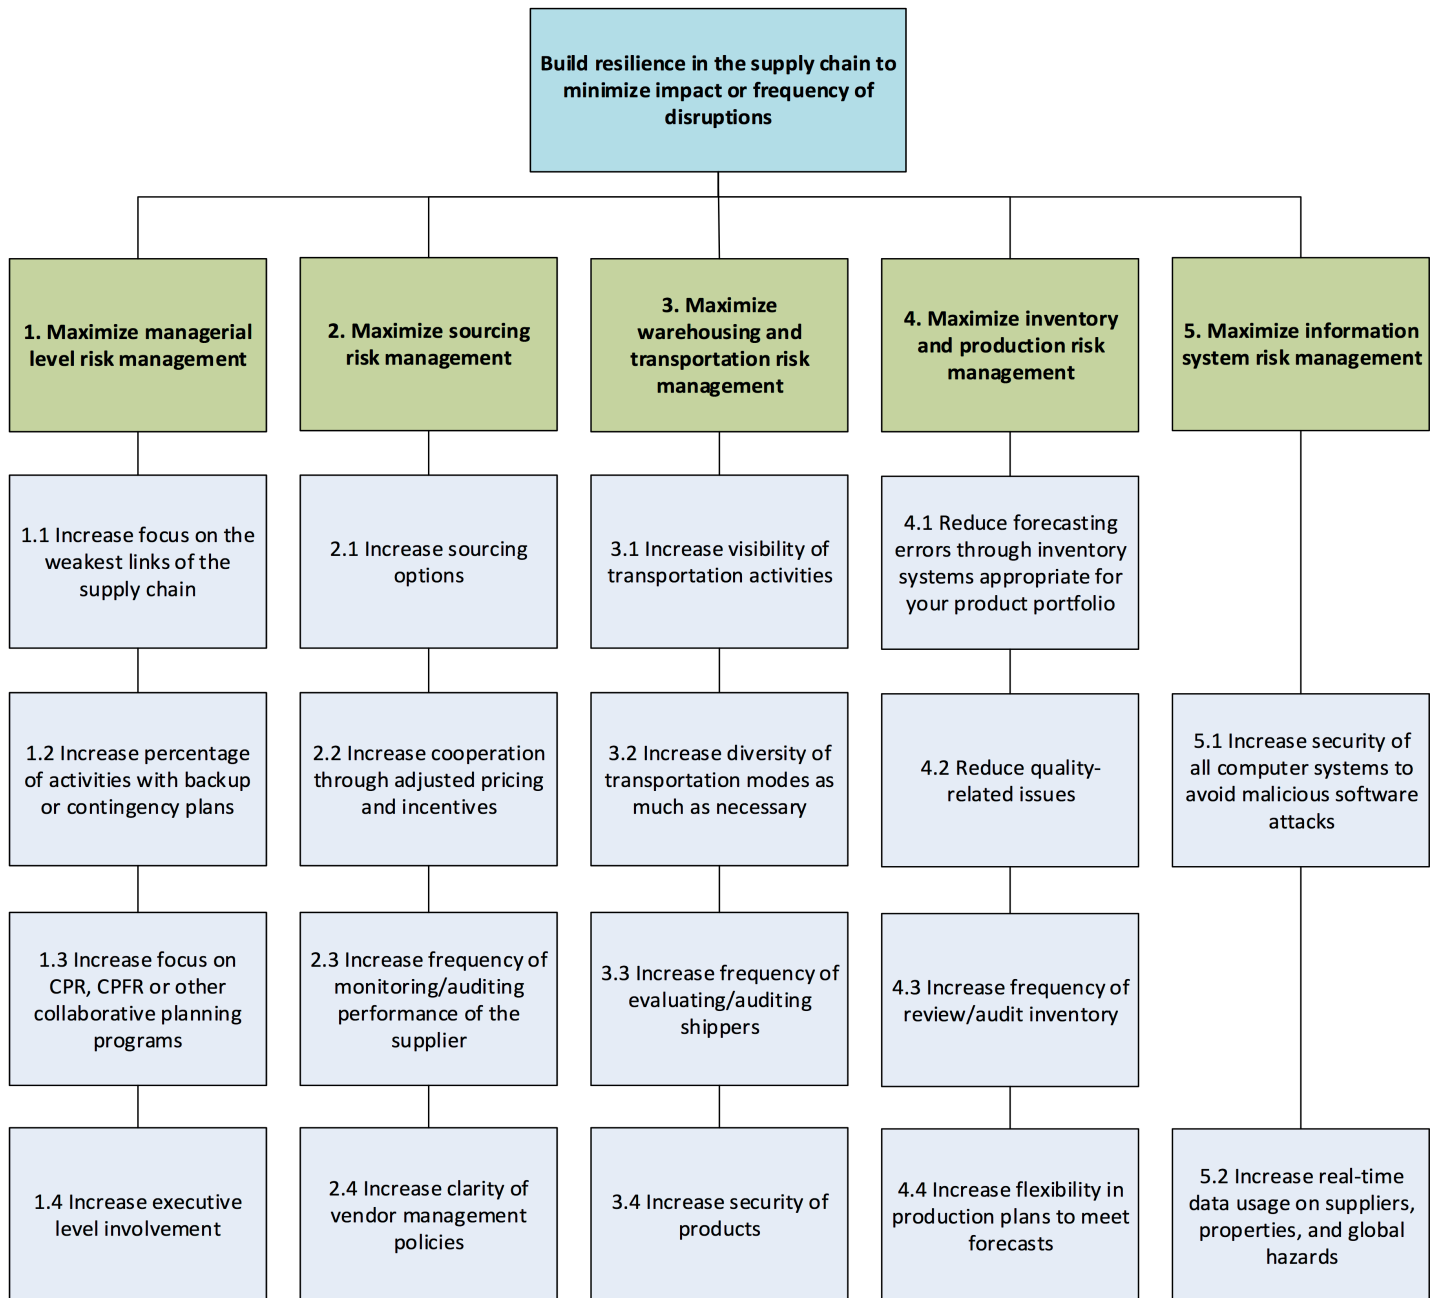 Build resilience in the supply chain to
minimize impact or frequency of
disruptions
1. Maximize managerial
level risk management
2. Maximize sourcing
risk management
3. Maximize
warehousing and
transportation risk
management
4. Maximize inventory
and production risk
management
5. Maximize information
system risk management
1.1 Increase focus on the
weakest links of the
supply chain
2.1 Increase sourcing
options
3.1 Increase visibility of
transportation activities
4.1 Reduce forecasting
errors through inventory
systems appropriate for
your product portfolio
1.2 Increase percentage
of activities with backup
or contingency plans
2.2 Increase cooperation
through adjusted pricing
and incentives
3.2 Increase diversity of
transportation modes as
much as necessary
4.2 Reduce quality-
related issues
5.1 Increase security of
all computer systems to
avoid malicious software
attacks
1.3 Increase focus on
CPR, CPFR or other
collaborative planning
programs
2.3 Increase frequency of
monitoring/auditing
performance of the
supplier
3.3 Increase frequency of
evaluating/auditing
shippers
4.3 Increase frequency of
review/audit inventory
1.4 Increase executive
level involvement
2.4 Increase clarity of
vendor management
policies
3.4 Increase security of
products
4.4 Increase flexibility in
production plans to meet
forecasts
5.2 Increase real-time
data usage on suppliers,
properties, and global
hazards